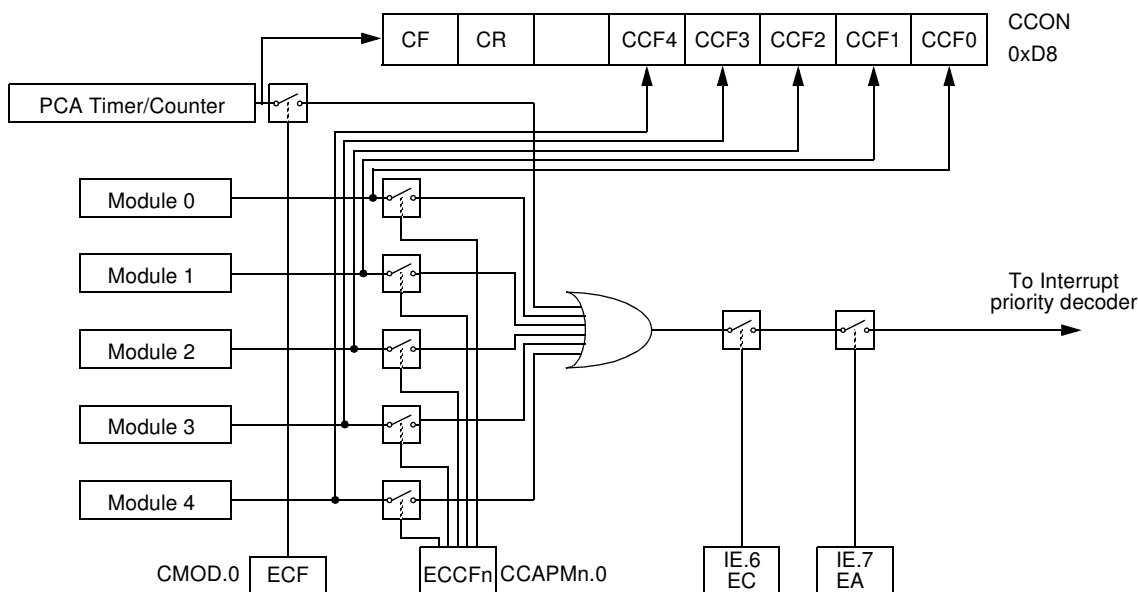 CF CR CCF4 CCF3 CCF2 CCF1 CCF0
CCON
0xD8
PCA Timer/Counter
Module 0
Module 1
Module 2
Module 3
Module 4
To Interrupt
priority decoder
CMOD.0 ECF
ECCFn CCAPMn.0
IE.6
EC
IE.7
EA